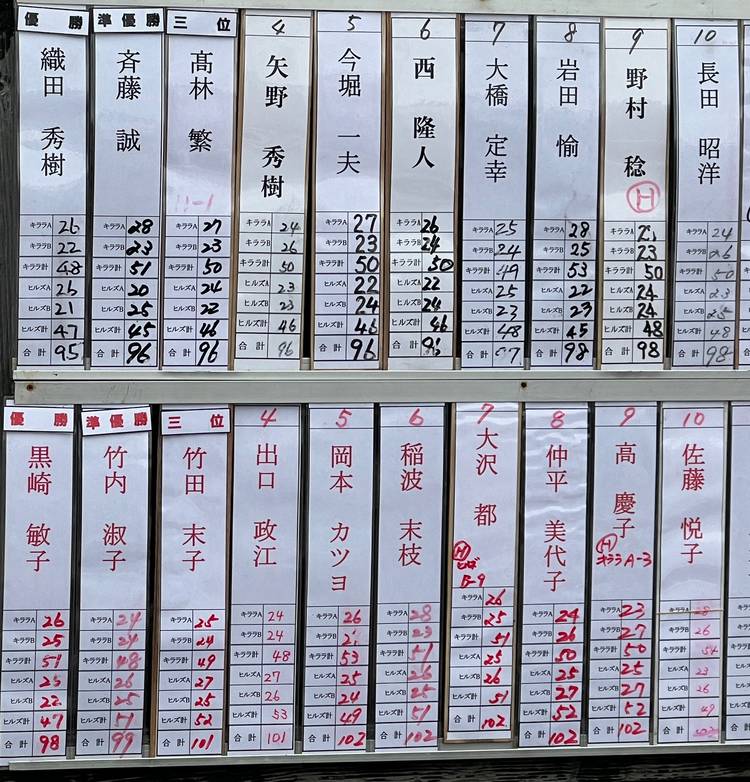 優勝
織田 秀樹
キララA 26
キララB 22
キララ計 48
ヒルズA 26
ヒルズB 21
ヒルズ計 47
合計 95
準優勝
斉藤 誠
キララA 28
キララB 23
キララ計 51
ヒルズA 20
ヒルズB 25
ヒルズ計 45
合計 96
三位
髙林 繁
11-1
キララA 27
キララB 23
キララ計 50
ヒルズA 24
ヒルズB 22
ヒルズ計 46
合計 96
4
矢野 秀樹
キララA 24
キララB 26
キララ計 50
ヒルズA 23
ヒルズB 23
ヒルズ計 46
合計 96
5
今堀 一夫
キララA 27
キララB 23
キララ計 50
ヒルズA 22
ヒルズB 24
ヒルズ計 46
合計 96
6
西 隆人
キララA 26
キララB 24
キララ計 50
ヒルズA 22
ヒルズB 24
ヒルズ計 46
合計 96
7
大橋 定幸
キララA 25
キララB 24
キララ計 49
ヒルズA 25
ヒルズB 23
ヒルズ計 48
合計
8
岩田 愉
キララA 28
キララB 25
キララ計 53
ヒルズA 22
ヒルズB 23
ヒルズ計 45
合計 98
9
野村 稔
H
キララA
キララB 23
キララ計 50
ヒルズA 24
ヒルズB 24
ヒルズ計 48
合計 98
10
長田 昭洋
キララA 24
キララB 26
キララ計 50
ヒルズA 23
ヒルズB 25
ヒルズ計 48
合計 98
優勝
黒崎 敏子
キララA 26
キララB 25
キララ計 51
ヒルズA 25
ヒルズB 22
ヒルズ計 47
合計 98
準優勝
竹内 淑子
キララA 24
キララB 24
キララ計 48
ヒルズA 26
ヒルズB 25
ヒルズ計 51
合計 99
三位
竹田 末子
キララA 25
キララB 24
キララ計 49
ヒルズA 27
ヒルズB 25
ヒルズ計 52
合計 101
4
出口 政江
キララA 24
キララB 24
キララ計 48
ヒルズA 27
ヒルズB 26
ヒルズ計 53
合計 101
5
岡本 カツヨ
キララA 26
キララB
キララ計 53
ヒルズA 25
ヒルズB 24
ヒルズ計 49
合計 102
6
稲波 末枝
キララA 28
キララB 23
キララ計 51
ヒルズA 26
ヒルズB 25
ヒルズ計 51
合計 102
7
大沢 都
H
B-9
キララA 26
キララB 25
キララ計 51
ヒルズA 25
ヒルズB 26
ヒルズ計 51
合計 102
8
仲平 美代子
キララA 24
キララB 26
キララ計 50
ヒルズA 25
ヒルズB 27
ヒルズ計 52
合計 102
9
高 慶子
H
A-3
キララA 23
キララB 27
キララ計 50
ヒルズA 25
ヒルズB 27
ヒルズ計 52
合計 102
10
佐藤 悦子
キララA 28
キララB 26
キララ計 54
ヒルズA 23
ヒルズB 26
ヒルズ計 49
合計